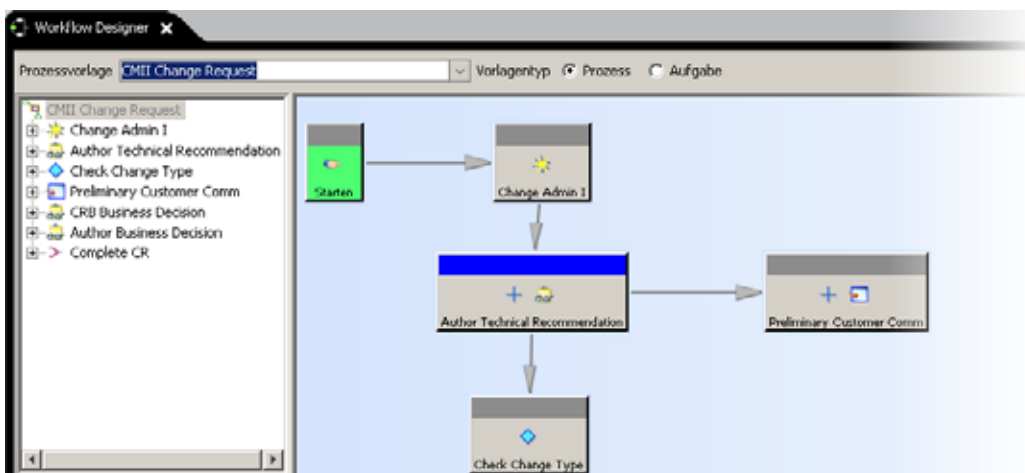 Workflow Designer
Prozessvorlage CMII Change Request Vorlagentyp Prozess Aufgabe
CMII Change Request
Change Admin I
Author Technical Recommendation
Check Change Type
Preliminary Customer Comm
CRB Business Decision
Author Business Decision
Complete CR
Starten
Change Admin I
Author Technical Recommendation
Preliminary Customer Comm
Check Change Type